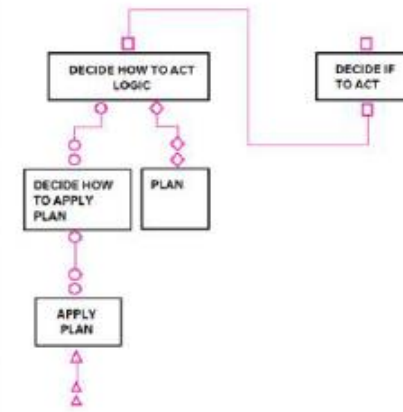 DECIDE HOW TO ACT
LOGIC
DECIDE IF
TO ACT
DECIDE HOW
TO APPLY
PLAN
PLAN
APPLY
PLAN